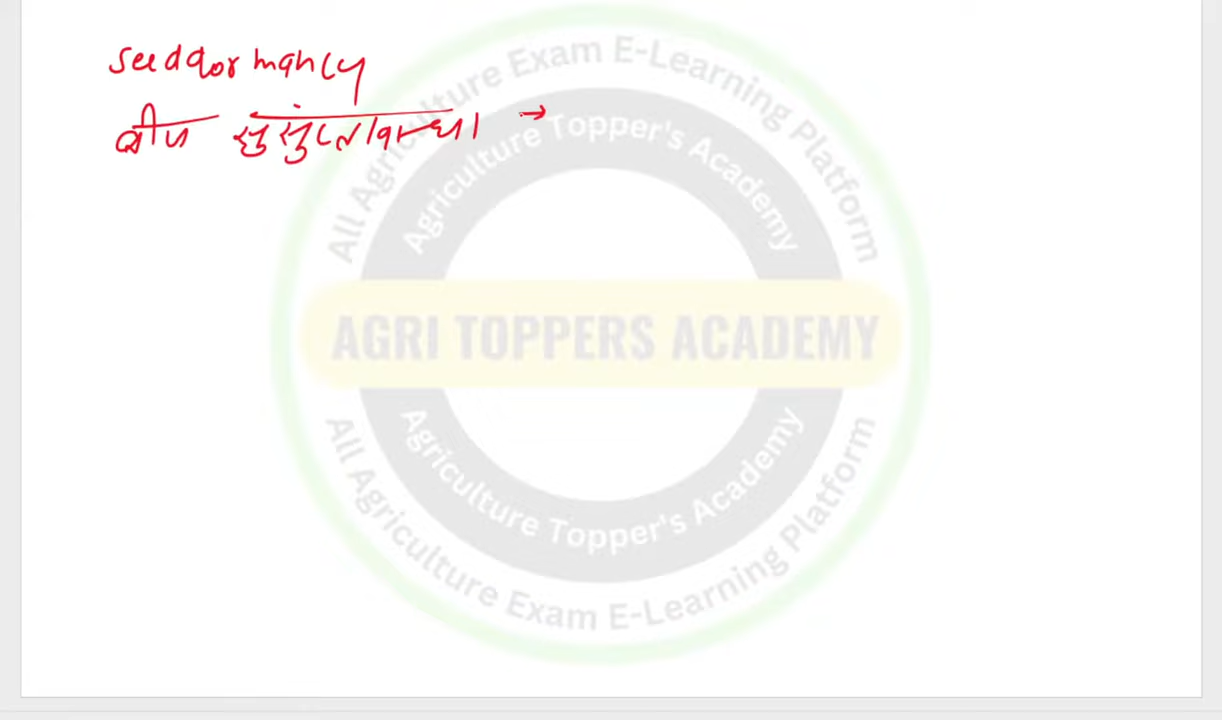 Seed dormancy
बीज सुसुप्तावस्था →
All Agriculture Exam E-Learning Platform
Agriculture Topper's Academy
AGRI TOPPERS ACADEMY
Agriculture Topper's Academy
All Agriculture Exam E-Learning Platform